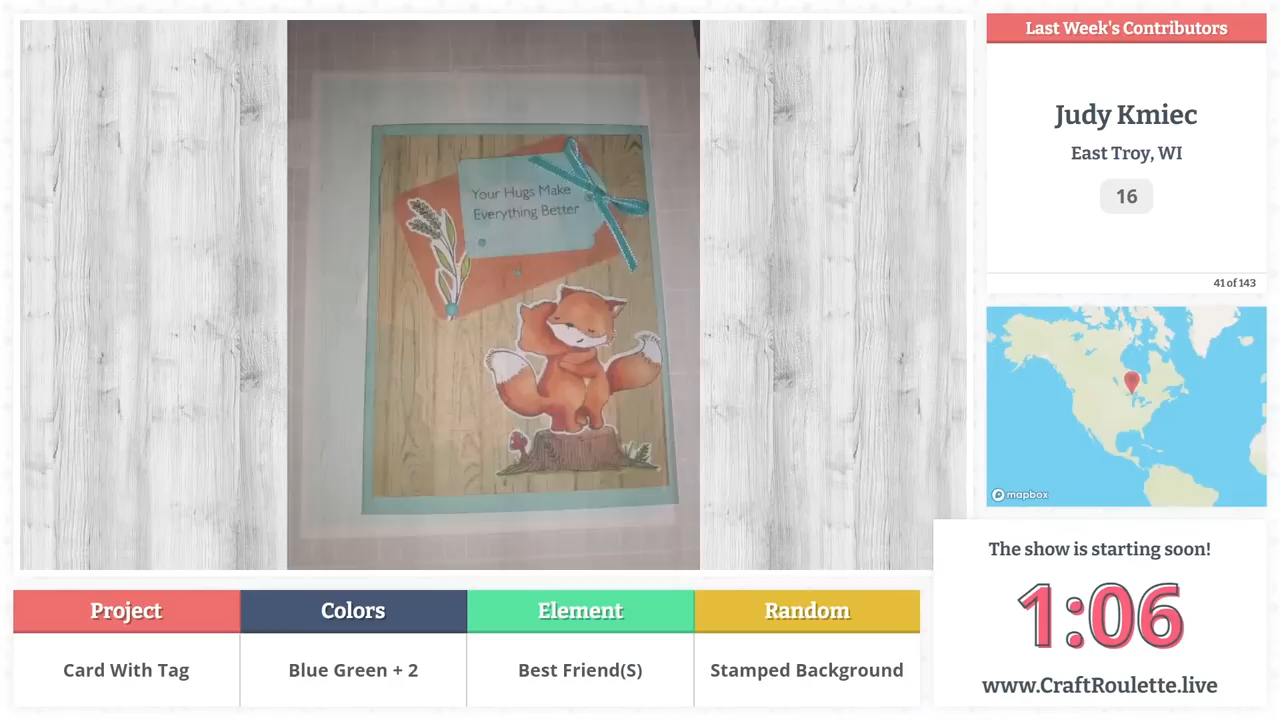 Last Week's Contributors
Judy Kmiec
East Troy, WI
16
41 of 143
Your Hugs Make
Everything Better
mapbox
The show is starting soon!
1:06
www.CraftRoulette.live
Project
Colors
Element
Random
Card With Tag
Blue Green + 2
Best Friend(S)
Stamped Background